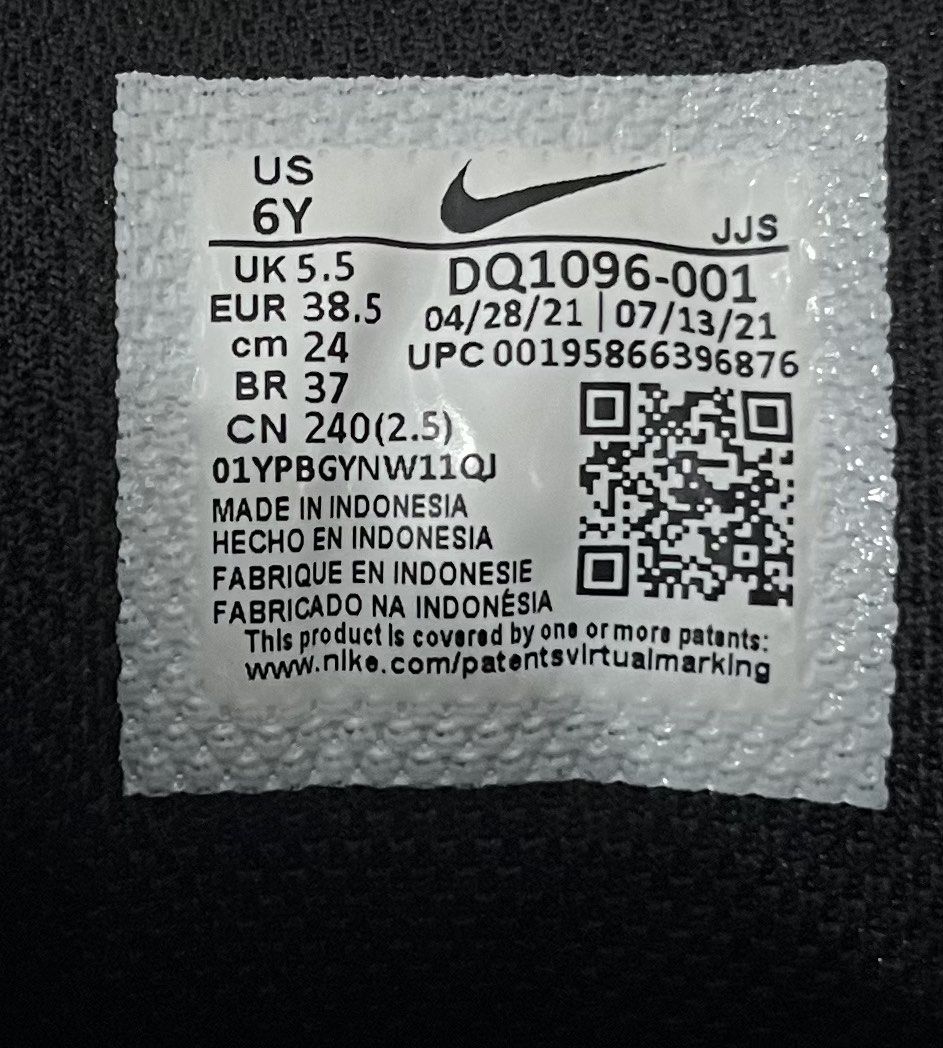 US
6Y
JJS
UK 5.5
EUR 38.5
cm 24
BR 37
CN 240(2.5)
DQ1096-001
04/28/21 | 07/13/21
UPC 00195866396876
01YPBGYNW11QJ
MADE IN INDONESIA
HECHO EN INDONESIA
FABRIQUE EN INDONESIE
FABRICADO NA INDONÉSIA
This product is covered by one or more patents:
www.nike.com/patentsvirtualmarking